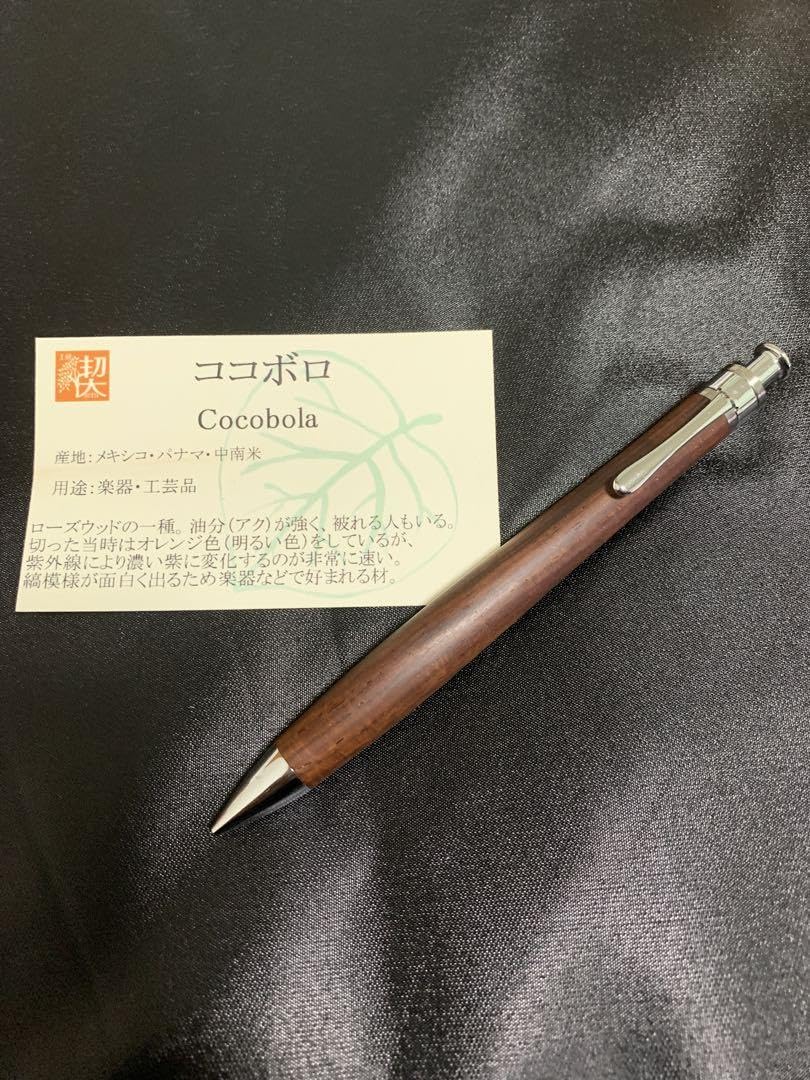 契
ココボロ
Cocobola
産地：メキシコ・パナマ・中南米
用途：楽器・工芸品
ローズウッドの一種。油分（アク）が強く、被れる人もいる。
切った当時はオレンジ色（明るい色）をしているが、
紫外線により濃い紫に変化するのが非常に速い。
縞模様が面白く出るため楽器などで好まれる材。